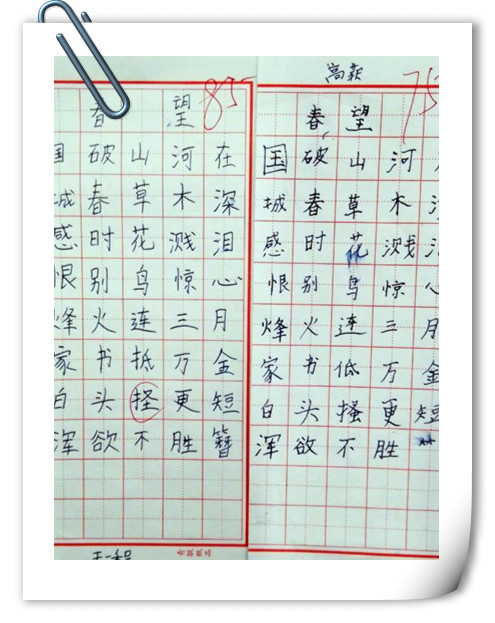 春望
85
国破山河在
城春草木深
感时花溅泪
恨别鸟惊心
烽火连三月
家书抵万金
白头更短
浑欲不胜簪
75
春望
国破山河
城春草木
感时花溅
恨别鸟惊
烽火连三月
家书低万金
白头搔更短
浑欲不胜